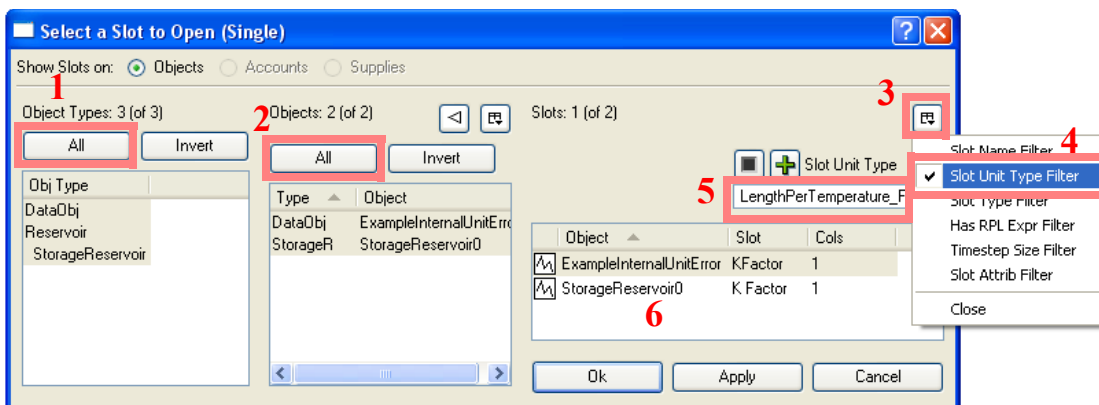 Select a Slot to Open (Single)
Show Slots on: Objects Accounts Supplies
1
Object Types: 3 (of 3)
All Invert
Obj Type
DataObj
Reservoir
StorageReservoir
2
Objects: 2 (of 2)
All Invert
Type Object
DataObj ExampleInternalUnitErro
StorageR StorageReservoir0
Slots: 1 (of 2)
3
Slot Unit Type
5
LengthPerTemperature_F
Object Slot Cols
ExampleInternalUnitError KFactor 1
StorageReservoir0 K Factor 1
6
Ok Apply Cancel
4
Slot Name Filter
Slot Unit Type Filter
Slot Type Filter
Has RPL Expr Filter
Timestep Size Filter
Slot Attrib Filter
Close